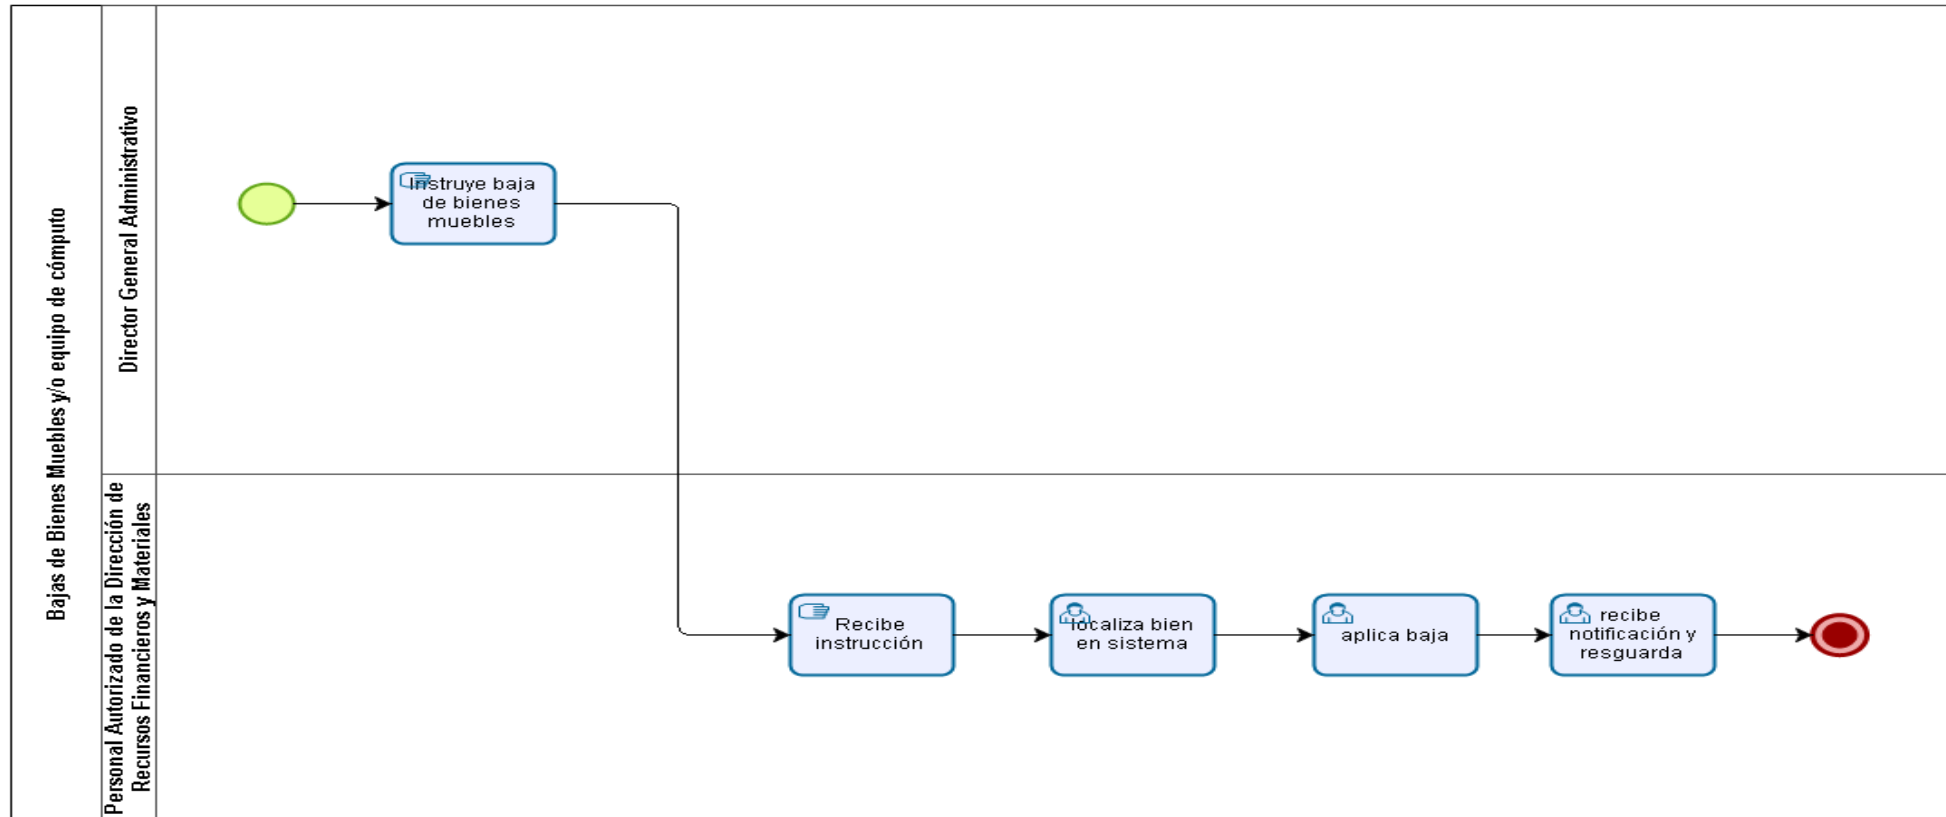 Bajas de Bienes Muebles y/o equipo de cómputo
Director General Administrativo
Instruye baja
de bienes
muebles
Personal Autorizado de la Dirección de
Recursos Financieros y Materiales
Recibe
instrucción
localiza bien
en sistema
aplica baja
recibe
notificación y
resguarda